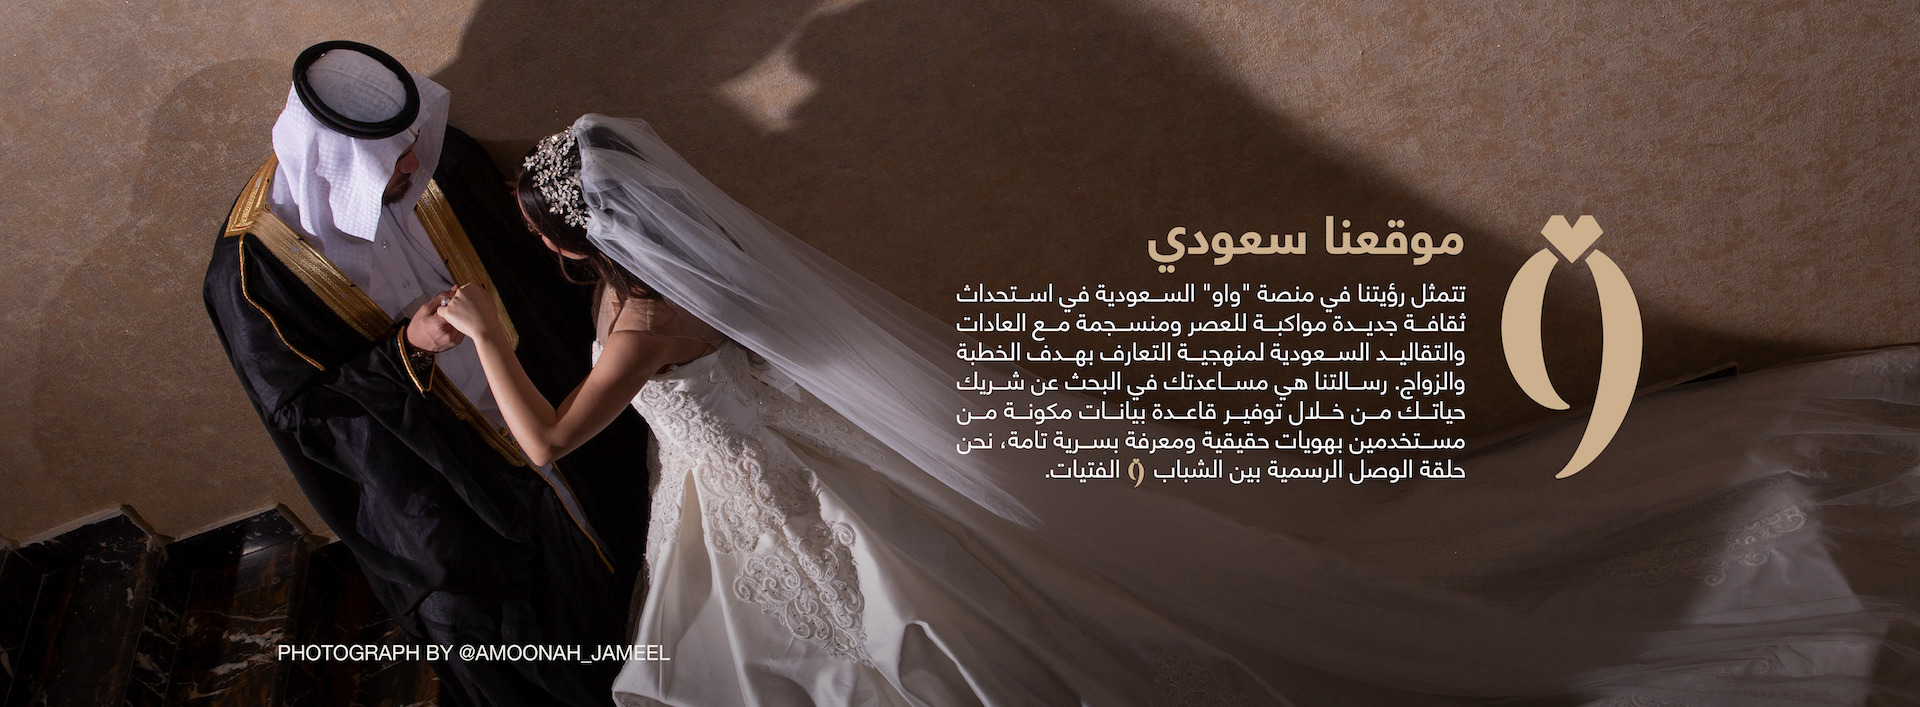 موقعنا سعودي
تتمثل رؤيتنا في منصة "واو" السعودية في استحداث
ثقافة جديدة مواكبة للعصر ومنسجمة مع العادات
والتقاليد السعودية لمنهجية التعارف بهدف الخطبة
والزواج. رسالتنا هي مساعدتك في البحث عن شريك
حياتك من خلال توفير قاعدة بيانات مكونة من
مستخدمين بهويات حقيقية ومعرفة بسرية تامة، نحن
حلقة الوصل الرسمية بين الشباب و الفتيات.
PHOTOGRAPH BY @AMOONAH_JAMEEL